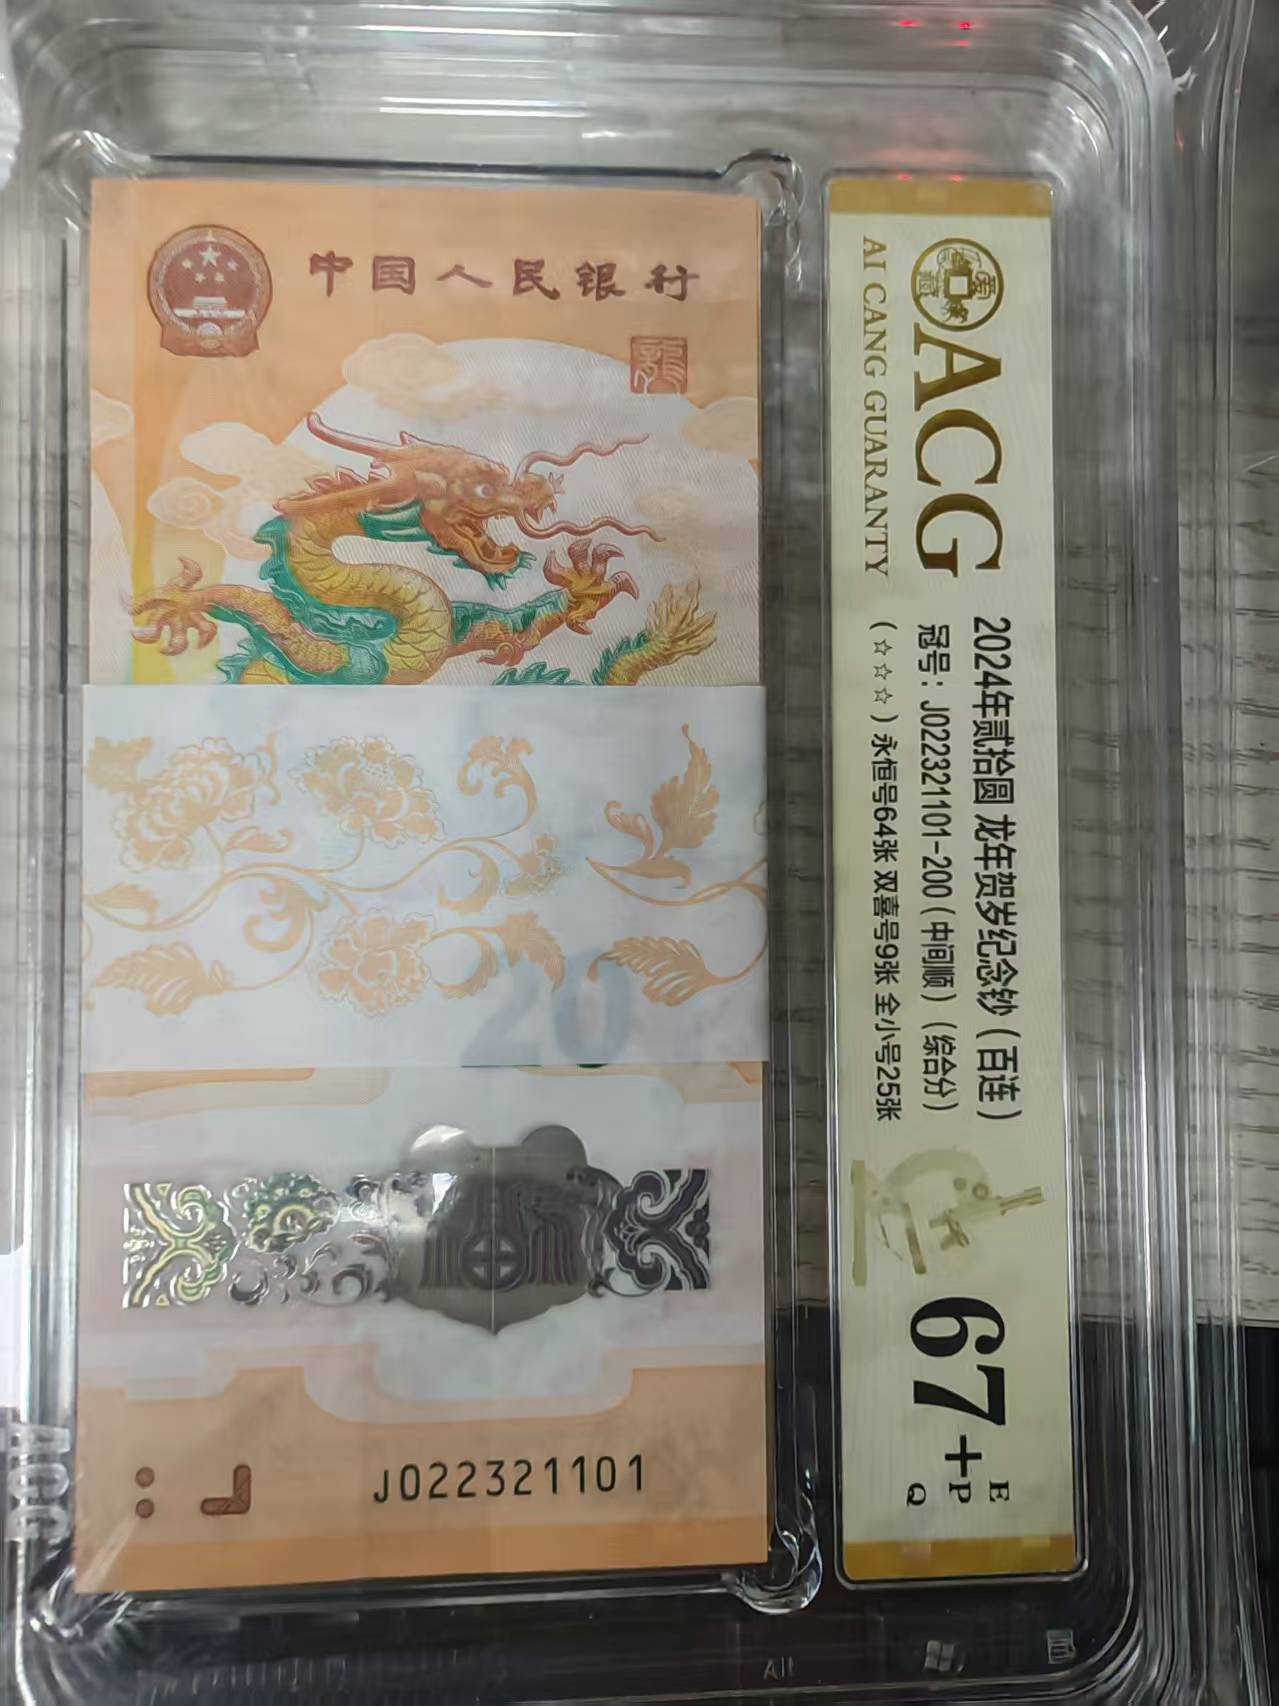 中国人民银行
龍
20
J022321101
ACG
AI CANG GUARANTY
2024年贰拾圆 龙年贺岁纪念钞（百连）
冠号：J022321101-200（中间顺）（综合分）
（☆☆☆）永恒号64张 双喜号9张 全小号25张
67+
E
P
Q
ACG
Alt